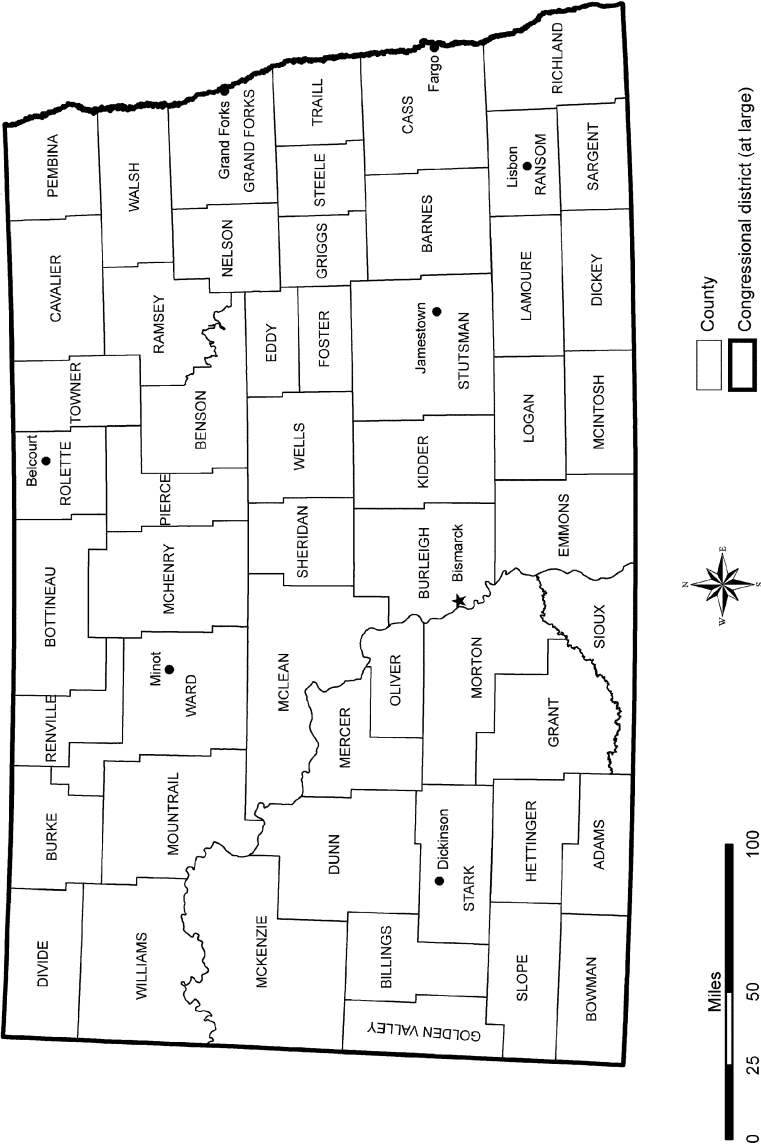 DIVIDE
BURKE
RENVILLE
BOTTINEAU
Belcourt
ROLETTE
TOWNER
CAVALIER
PEMBINA
WILLIAMS
MOUNTRAIL
Minot
WARD
MCHENRY
PIERCE
BENSON
RAMSEY
WALSH
NELSON
Grand Forks
GRAND FORKS
MCKENZIE
DUNN
MCLEAN
MERCER
OLIVER
SHERIDAN
WELLS
EDDY
FOSTER
GRIGGS
STEELE
TRAILL
GOLDEN VALLEY
BILLINGS
Dickinson
STARK
MORTON
BURLEIGH
Bismarck
KIDDER
Jamestown
STUTSMAN
BARNES
CASS
Fargo
SLOPE
HETTINGER
GRANT
SIOUX
EMMONS
LOGAN
LAMOURE
Lisbon
RANSOM
RICHLAND
BOWMAN
ADAMS
MCINTOSH
DICKEY
SARGENT
Miles
0 25 50 100
N
W E
S
County
Congressional district (at large)